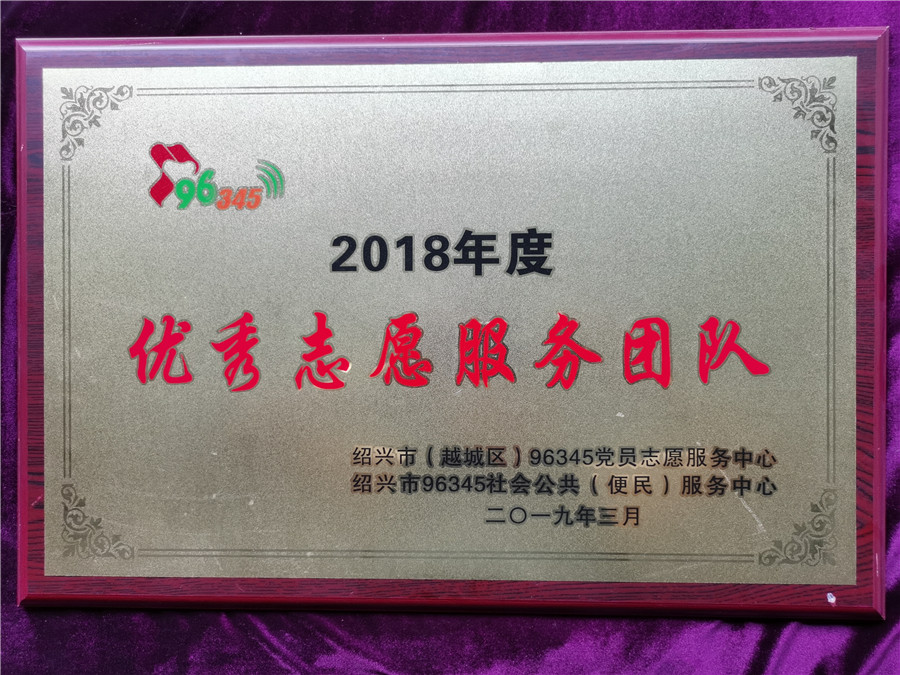 96345
2018年度
优秀志愿服务团队
绍兴市（越城区）96345党员志愿服务中心
绍兴市96345社会公共（便民）服务中心
二〇一九年三月